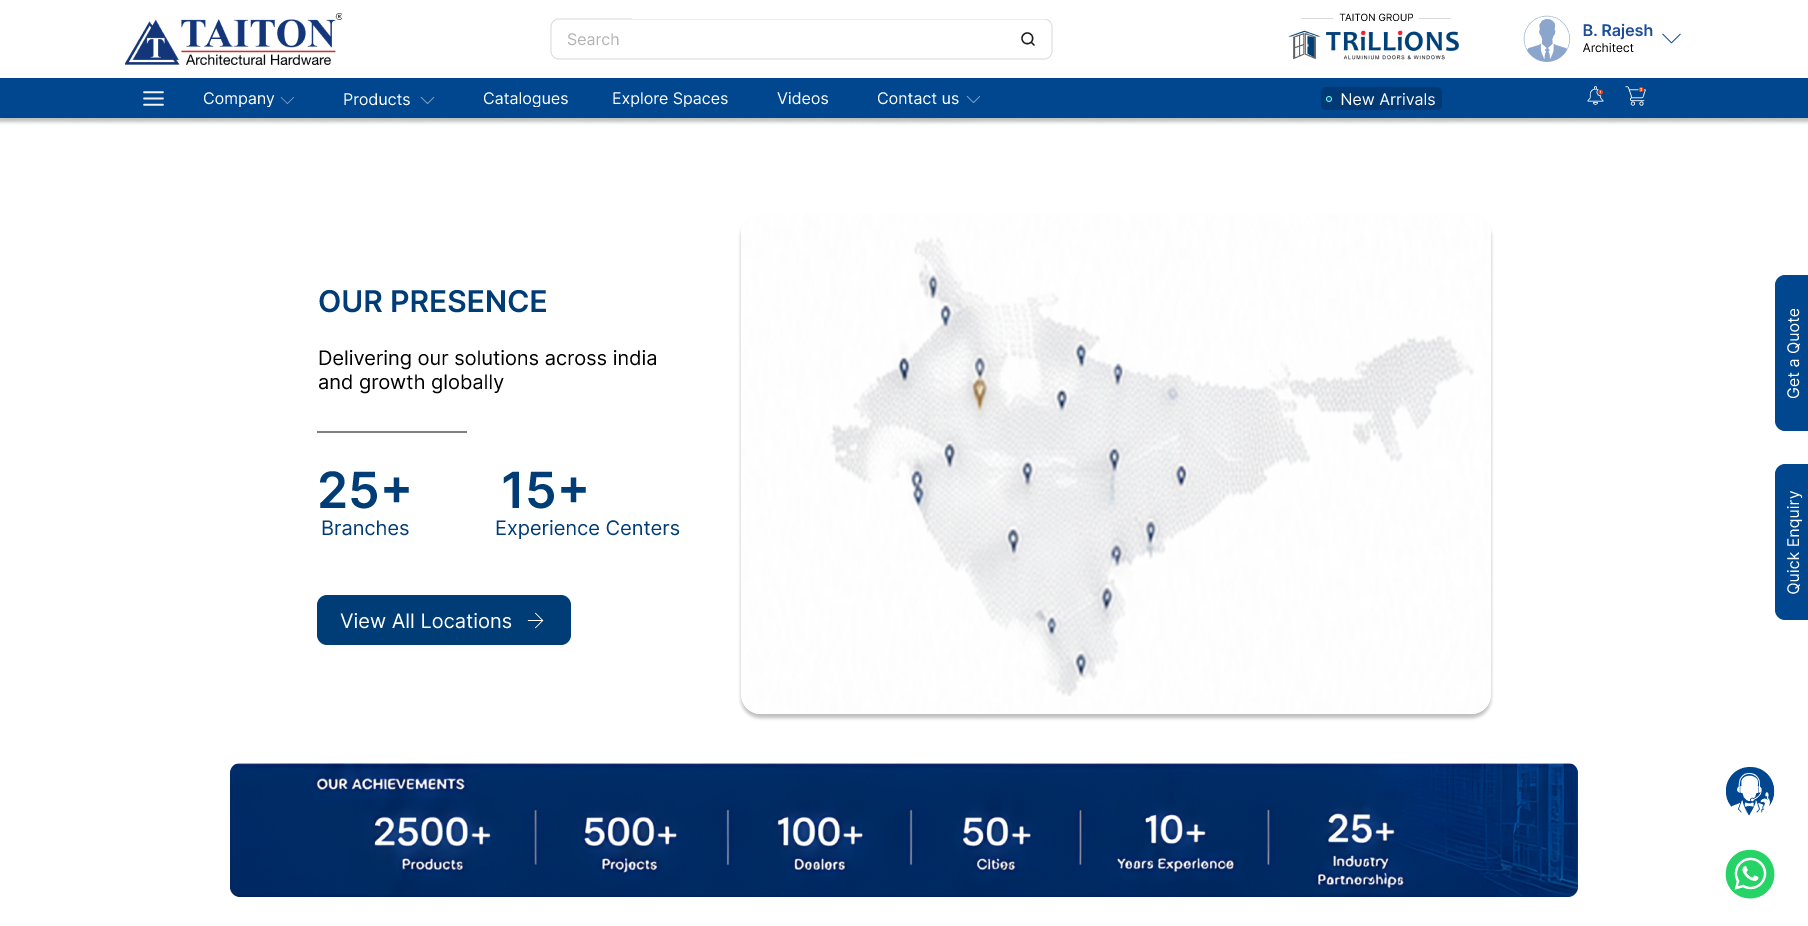 TAITON®
Architectural Hardware
Search
TAITON GROUP
TRiLLiONS
ALUMINIUM DOORS & WINDOWS
B. Rajesh
Architect
Company
Products
Catalogues
Explore Spaces
Videos
Contact us
New Arrivals
OUR PRESENCE
Delivering our solutions across india
and growth globally
25+
Branches
15+
Experience Centers
View All Locations
Get a Quote
Quick Enquiry
OUR ACHIEVEMENTS
2500+
Products
500+
Projects
100+
Dealers
50+
Cities
10+
Years Experience
25+
Industry
Partnerships